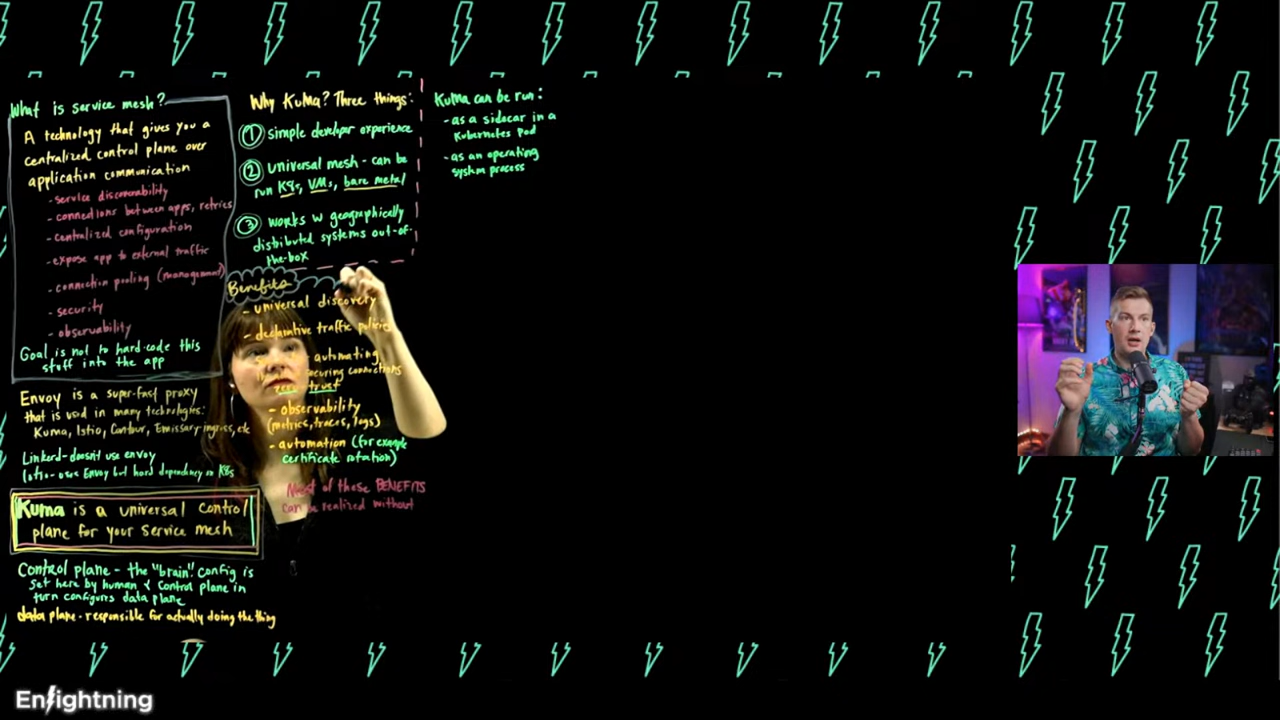 What is service mesh?
A technology that gives you a
centralized control plane over
application communication
- service discoverability
- connections between apps, retries
- centralized configuration
- expose app to external traffic
- connection pooling (management)
- security
- observability
Goal is not to hard-code this
stuff into the app
Envoy is a super-fast proxy
that is used in many technologies:
Kuma, Istio, Contour, Emissary-ingress, etc
Linkerd - doesn't use envoy
Istio - uses Envoy but hard dependency on K8s
Kuma is a universal control
plane for your service mesh
Control plane - the "brain". Config is
set here by human & control plane in
turn configures data plane
data plane - responsible for actually doing the thing
Why Kuma? Three things:
① simple developer experience
② universal mesh - can be
run K8s, VMs, bare metal
③ works w geographically
distributed systems out-of-
the-box
Benefits
- universal discovery
- declarative traffic policies
automating
securing connections
zero trust
- observability
(metrics, traces, logs)
- automation (for example
certificate rotation)
Most of these BENEFITS
can be realized without
Kuma can be run:
- as a sidecar in a
Kubernetes pod
- as an operating
system process
Enlightning